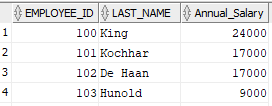 EMPLOYEE_ID LAST_NAME Annual_Salary
1 100 King 24000
2 101 Kochhar 17000
3 102 De Haan 17000
4 103 Hunold 9000